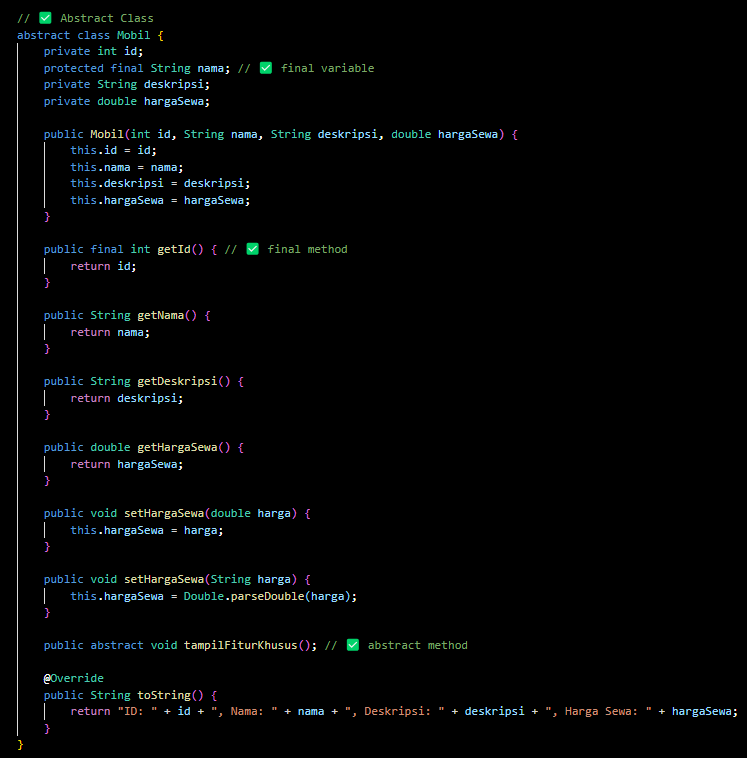 // ✅ Abstract Class
abstract class Mobil {
    private int id;
    protected final String nama; // ✅ final variable
    private String deskripsi;
    private double hargaSewa;

    public Mobil(int id, String nama, String deskripsi, double hargaSewa) {
        this.id = id;
        this.nama = nama;
        this.deskripsi = deskripsi;
        this.hargaSewa = hargaSewa;
    }

    public final int getId() { // ✅ final method
        return id;
    }

    public String getNama() {
        return nama;
    }

    public String getDeskripsi() {
        return deskripsi;
    }

    public double getHargaSewa() {
        return hargaSewa;
    }

    public void setHargaSewa(double harga) {
        this.hargaSewa = harga;
    }

    public void setHargaSewa(String harga) {
        this.hargaSewa = Double.parseDouble(harga);
    }

    public abstract void tampilFiturKhusus(); // ✅ abstract method

    @Override
    public String toString() {
        return "ID: " + id + ", Nama: " + nama + ", Deskripsi: " + deskripsi + ", Harga Sewa: " + hargaSewa;
    }
}